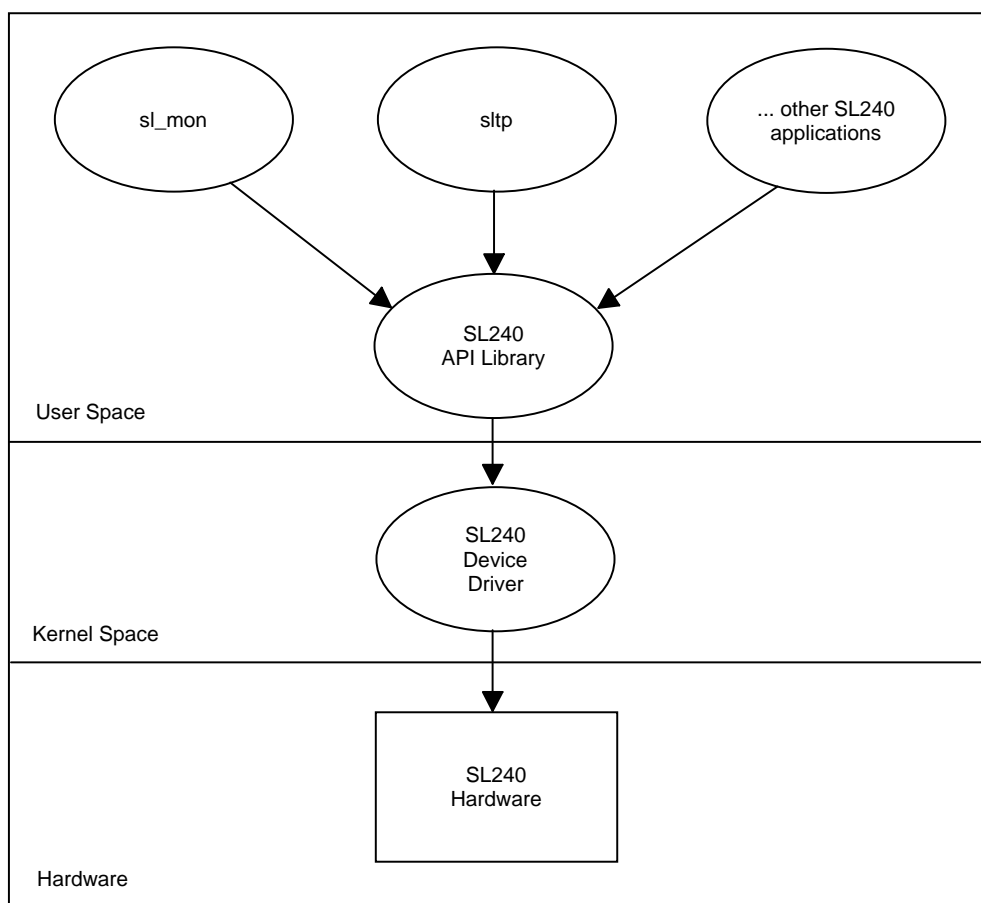 sl_mon
sltp
... other SL240
applications
SL240
API Library
User Space
SL240
Device
Driver
Kernel Space
SL240
Hardware
Hardware